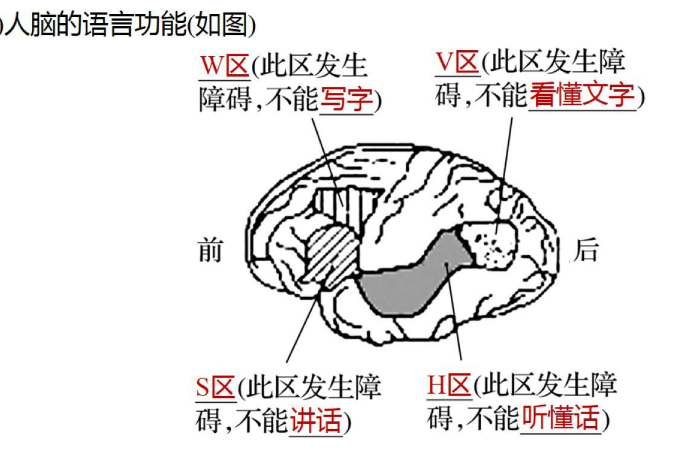 )人脑的语言功能(如图)
W区(此区发生
障碍,不能写字)
V区(此区发生障
碍,不能看懂文字)
前
后
S区(此区发生障
碍,不能讲话)
H区(此区发生障
碍,不能听懂话)